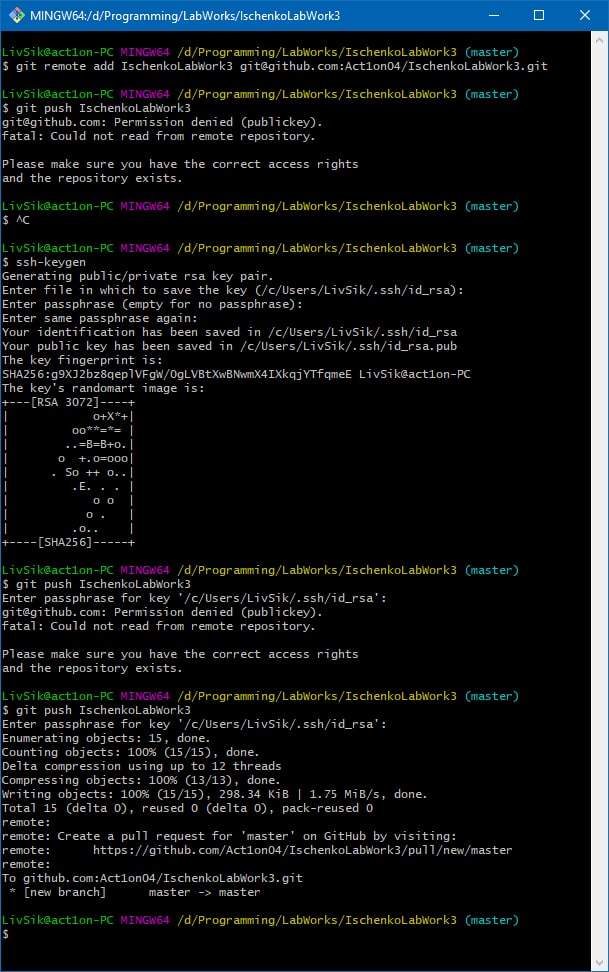 MINGW64:/d/Programming/LabWorks/IschenkoLabWork3
LivSik@act1on-PC MINGW64 /d/Programming/LabWorks/IschenkoLabWork3 (master)
$ git remote add IschenkoLabWork3 git@github.com:Act1on04/IschenkoLabWork3.git
LivSik@act1on-PC MINGW64 /d/Programming/LabWorks/IschenkoLabWork3 (master)
$ git push IschenkoLabWork3
git@github.com: Permission denied (publickey).
fatal: Could not read from remote repository.
Please make sure you have the correct access rights
and the repository exists.
LivSik@act1on-PC MINGW64 /d/Programming/LabWorks/IschenkoLabWork3 (master)
$ ^C
LivSik@act1on-PC MINGW64 /d/Programming/LabWorks/IschenkoLabWork3 (master)
$ ssh-keygen
Generating public/private rsa key pair.
Enter file in which to save the key (/c/Users/LivSik/.ssh/id_rsa):
Enter passphrase (empty for no passphrase):
Enter same passphrase again:
Your identification has been saved in /c/Users/LivSik/.ssh/id_rsa
Your public key has been saved in /c/Users/LivSik/.ssh/id_rsa.pub
The key fingerprint is:
SHA256:g9XJ2bz8qeplVFgW/OgLVBtXwBNwmX4IXkqjYTfqmeE LivSik@act1on-PC
The key's randomart image is:
+---[RSA 3072]----+
|            o+X*+|
|         oo**=*= |
|        ..=B=B+o.|
|       o  +.o=ooo|
|      . So ++ o..|
|         .E. . . |
|            o o  |
|           o .   |
|         .o..    |
+----[SHA256]-----+
LivSik@act1on-PC MINGW64 /d/Programming/LabWorks/IschenkoLabWork3 (master)
$ git push IschenkoLabWork3
Enter passphrase for key '/c/Users/LivSik/.ssh/id_rsa':
git@github.com: Permission denied (publickey).
fatal: Could not read from remote repository.
Please make sure you have the correct access rights
and the repository exists.
LivSik@act1on-PC MINGW64 /d/Programming/LabWorks/IschenkoLabWork3 (master)
$ git push IschenkoLabWork3
Enter passphrase for key '/c/Users/LivSik/.ssh/id_rsa':
Enumerating objects: 15, done.
Counting objects: 100% (15/15), done.
Delta compression using up to 12 threads
Compressing objects: 100% (13/13), done.
Writing objects: 100% (15/15), 298.34 KiB | 1.75 MiB/s, done.
Total 15 (delta 0), reused 0 (delta 0), pack-reused 0
remote:
remote: Create a pull request for 'master' on GitHub by visiting:
remote:      https://github.com/Act1on04/IschenkoLabWork3/pull/new/master
remote:
To github.com:Act1on04/IschenkoLabWork3.git
 * [new branch]      master -> master
LivSik@act1on-PC MINGW64 /d/Programming/LabWorks/IschenkoLabWork3 (master)
$